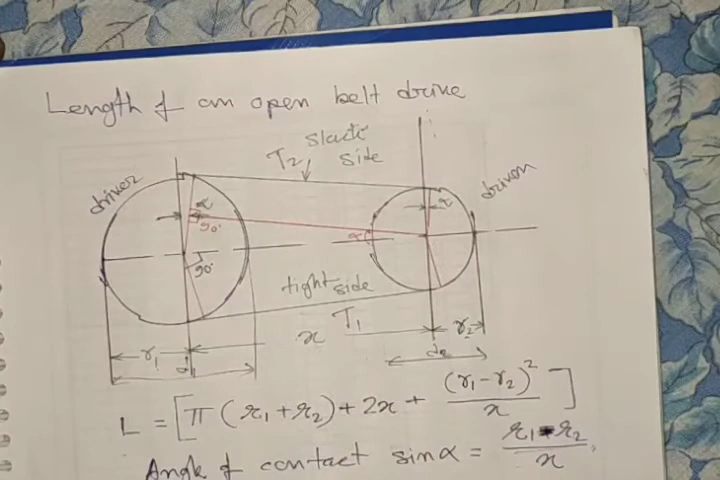 Length of an open belt drive
slack
T2 side
driver
driven
α
α
90°
α
90°
tight side
x T1
r1
r2
d1
d2
L = [π (r1+r2) + 2x + (r1-r2)²/x]
Angle of contact sinα = r1-r2/x